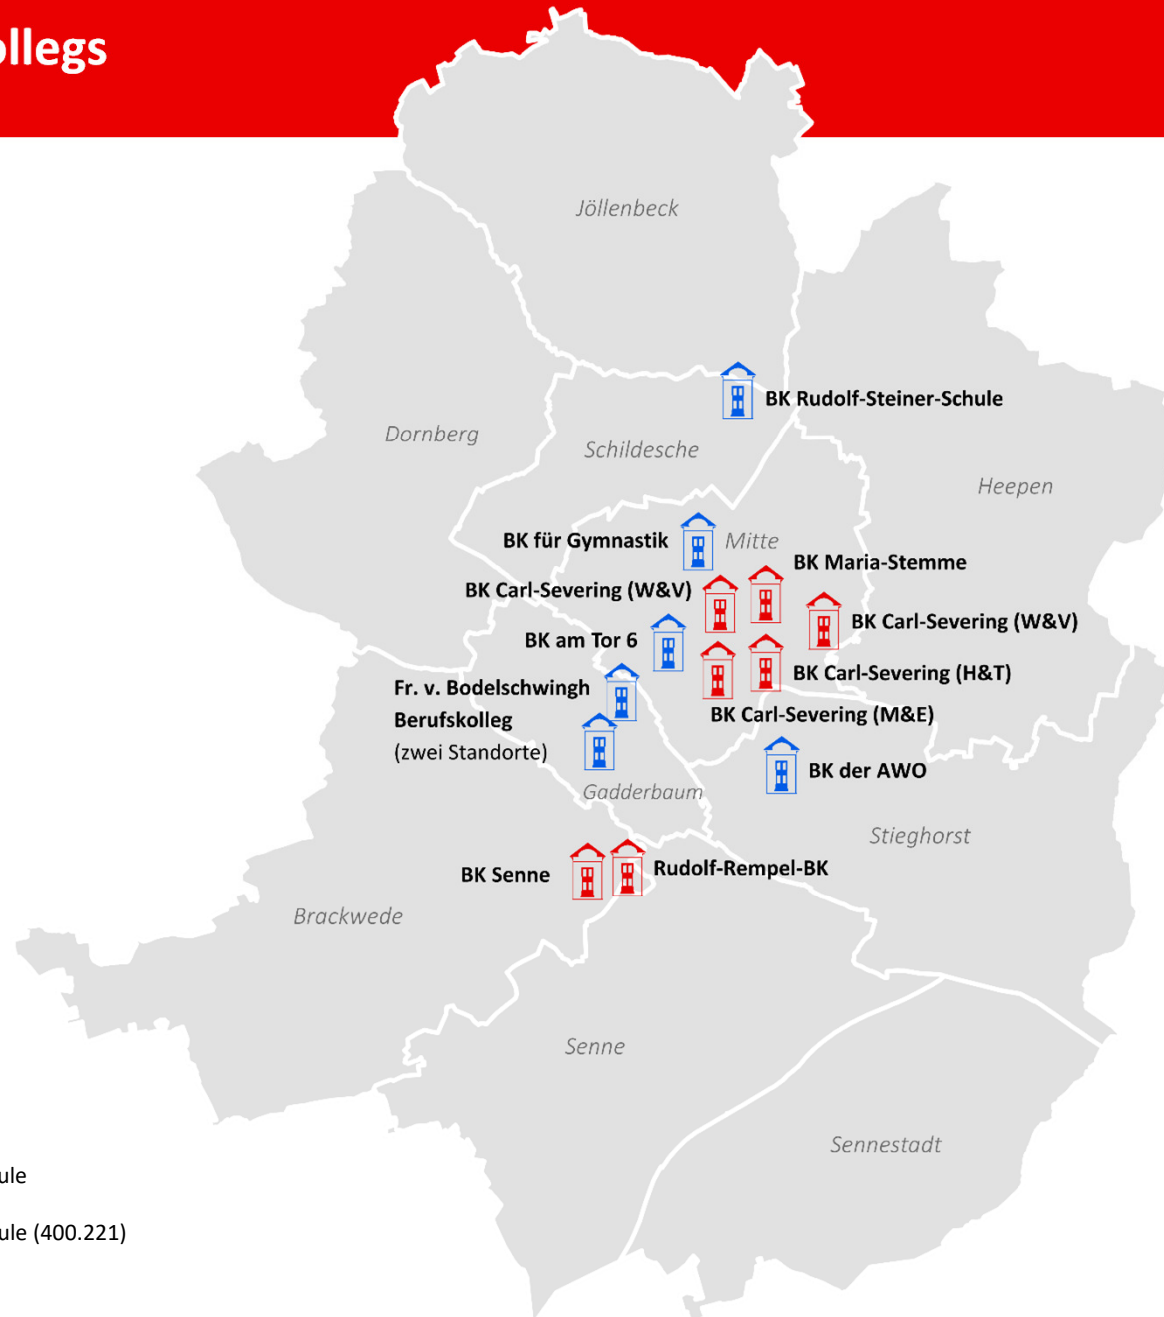 ollegs
Jöllenbeck
BK Rudolf-Steiner-Schule
Dornberg
Schildesche
Heepen
BK für Gymnastik
Mitte
BK Maria-Stemme
BK Carl-Severing (W&V)
BK Carl-Severing (W&V)
BK am Tor 6
BK Carl-Severing (H&T)
Fr. v. Bodelschwingh
Berufskolleg
(zwei Standorte)
BK Carl-Severing (M&E)
BK der AWO
Gadderbaum
Stieghorst
BK Senne
Rudolf-Rempel-BK
Brackwede
Senne
Sennestadt
ule
ule (400.221)